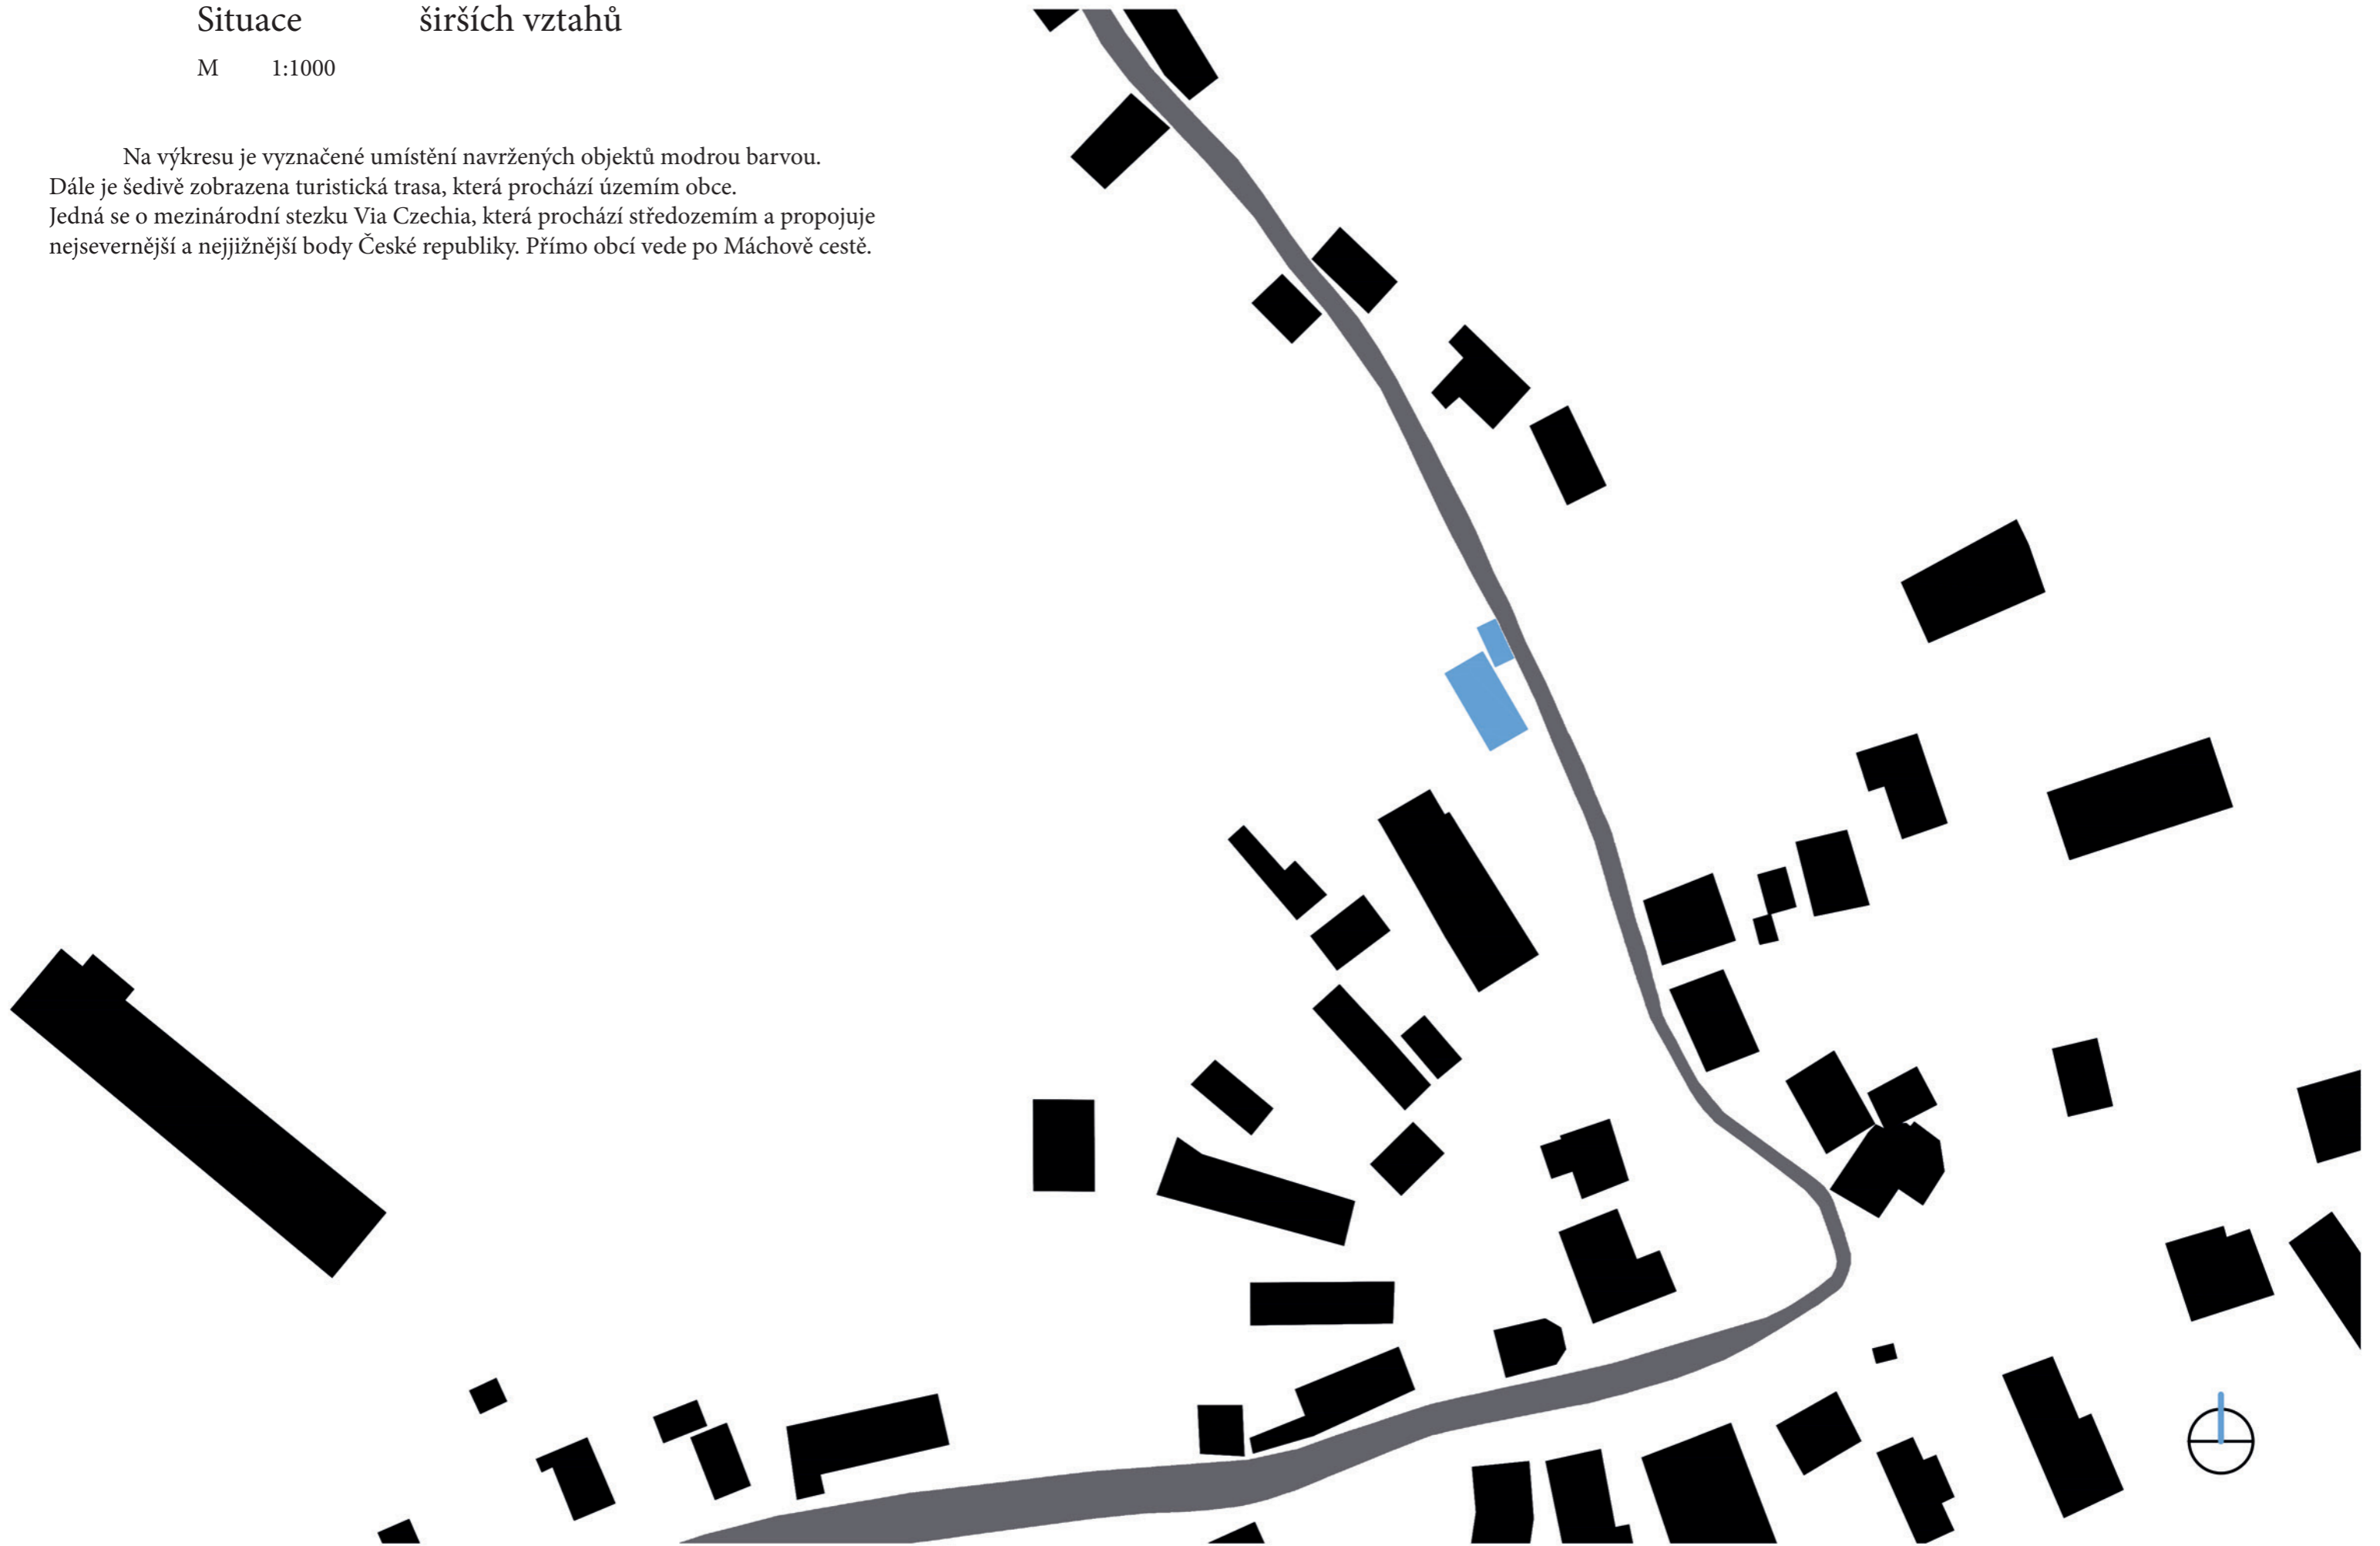 Situace širších vztahů
M 1:1000
Na výkresu je vyznačené umístění navržených objektů modrou barvou.
Dále je šedivě zobrazena turistická trasa, která prochází územím obce.
Jedná se o mezinárodní stezku Via Czechia, která prochází středozemím a propojuje
nejsevernější a nejjižnější body České republiky. Přímo obcí vede po Máchově cestě.